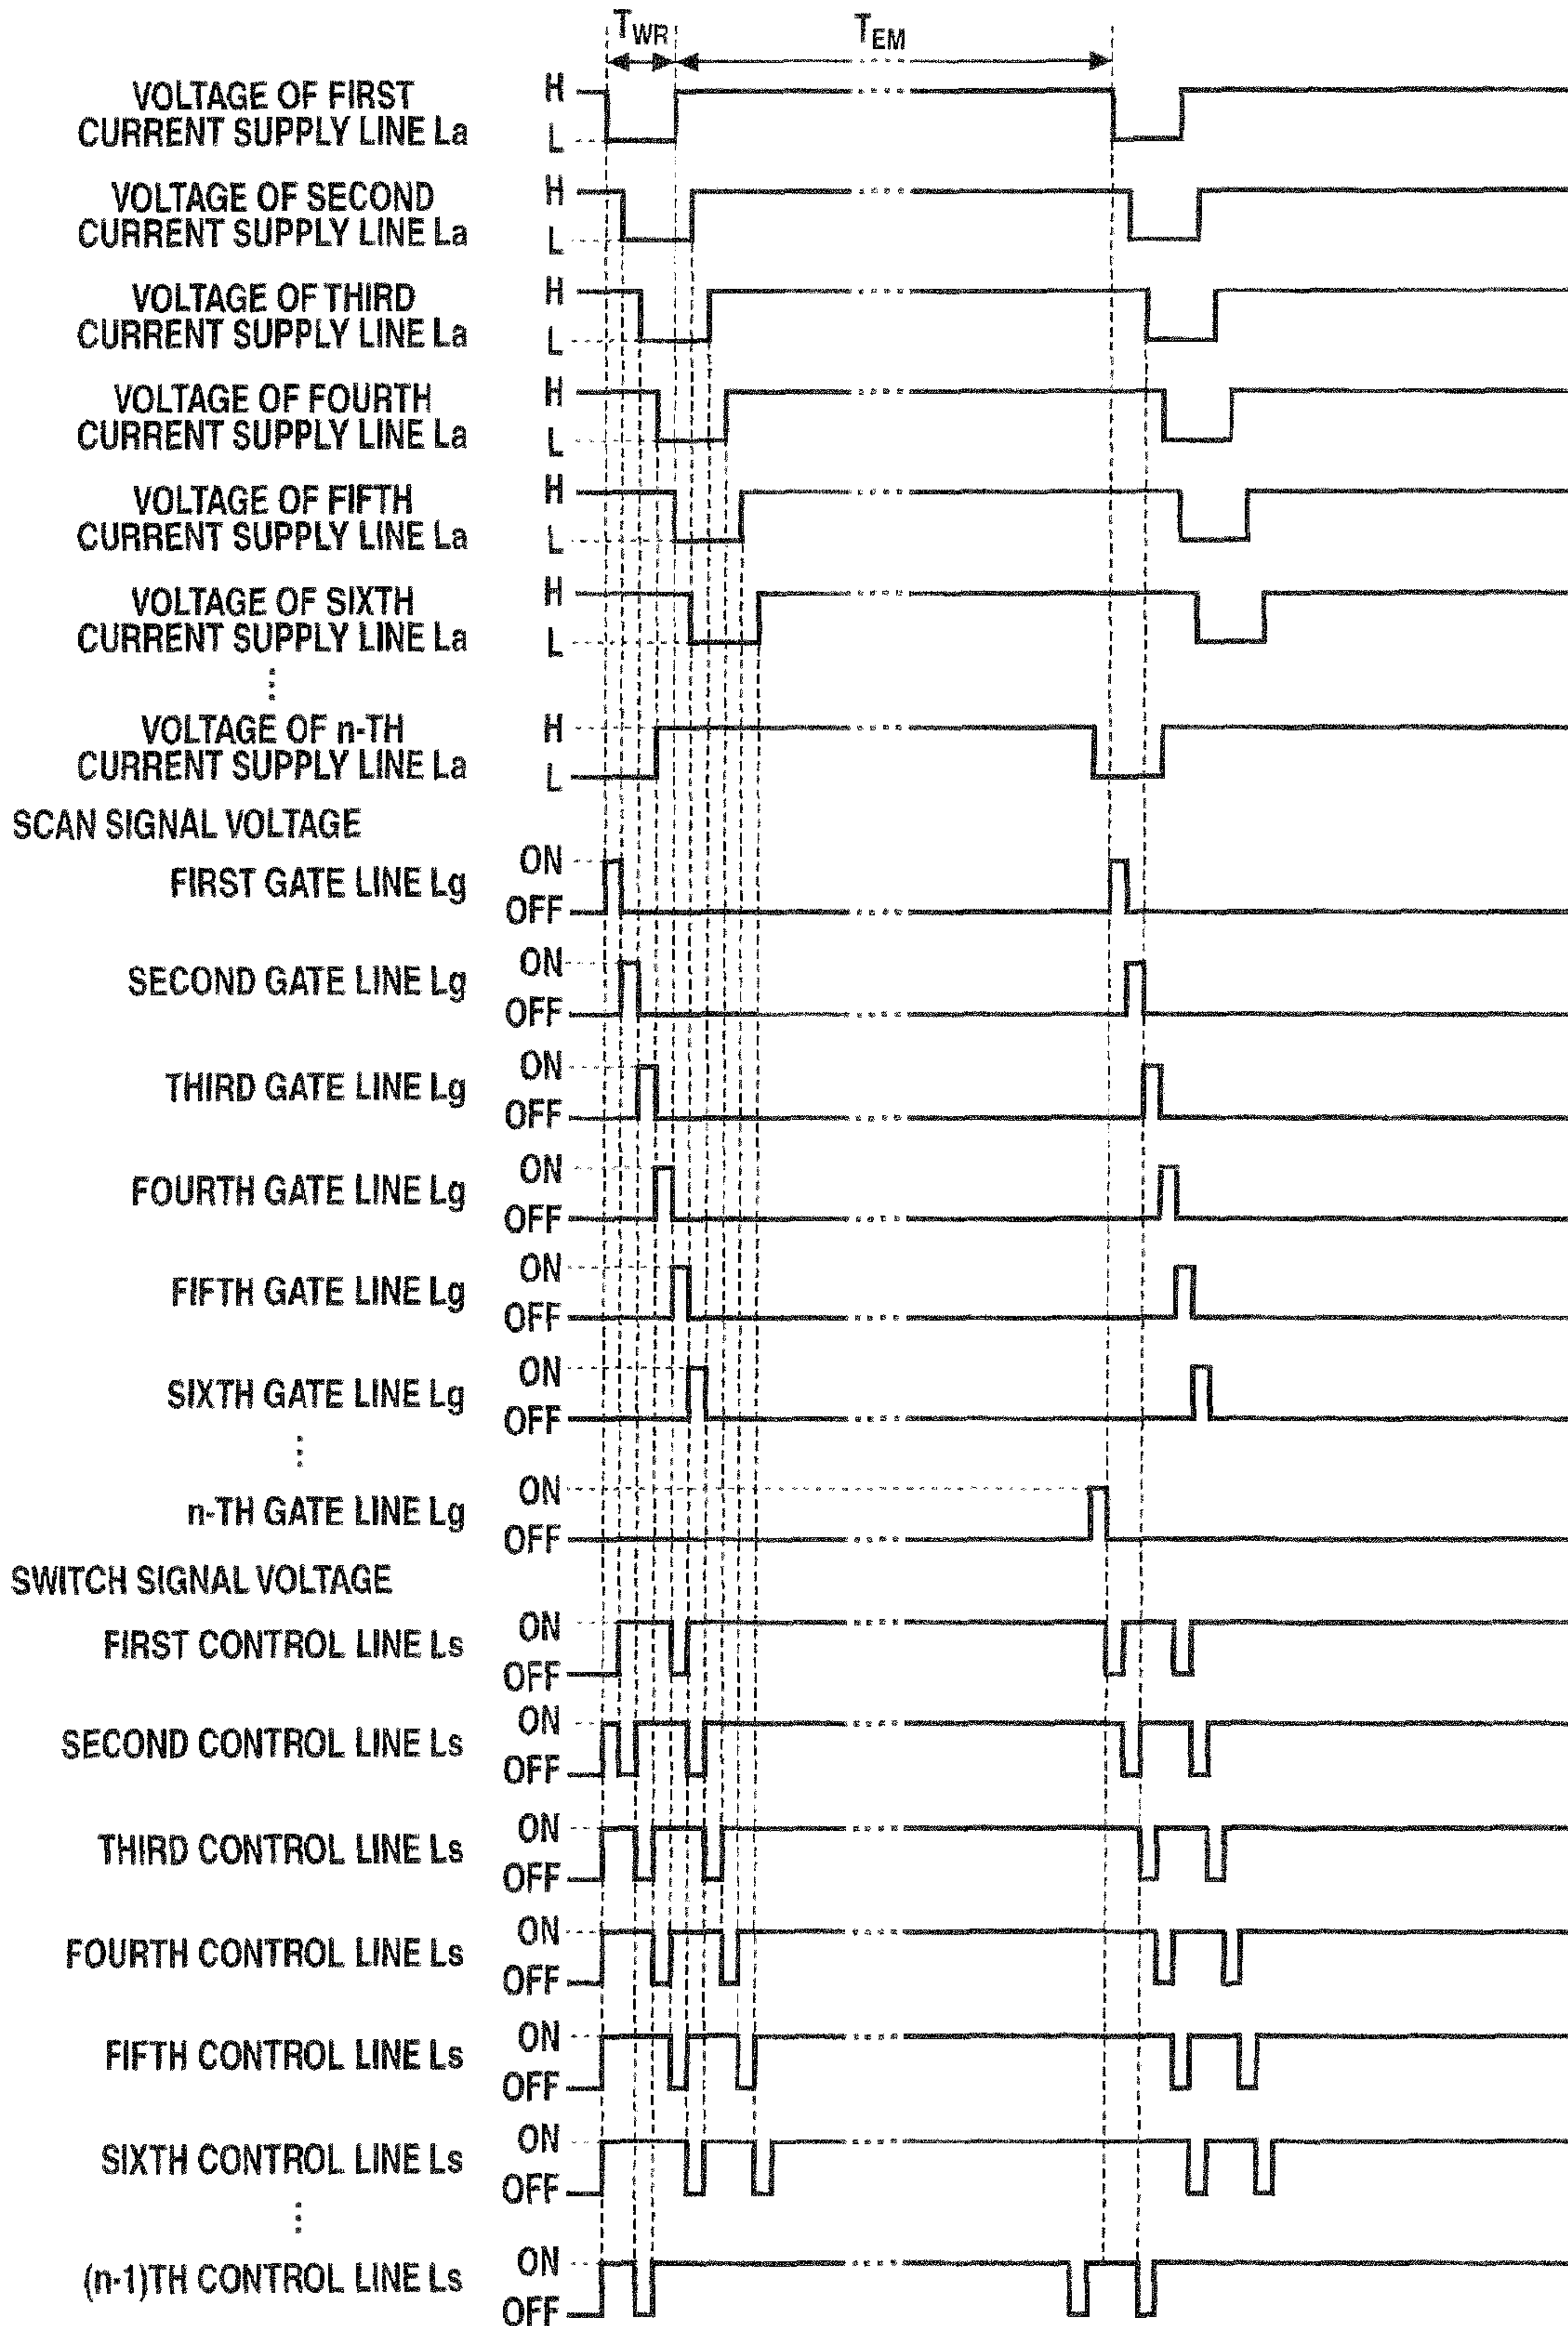 TWR TEM
VOLTAGE OF FIRST
CURRENT SUPPLY LINE La
H
L
VOLTAGE OF SECOND
CURRENT SUPPLY LINE La
H
L
VOLTAGE OF THIRD
CURRENT SUPPLY LINE La
H
L
VOLTAGE OF FOURTH
CURRENT SUPPLY LINE La
H
L
VOLTAGE OF FIFTH
CURRENT SUPPLY LINE La
H
L
VOLTAGE OF SIXTH
CURRENT SUPPLY LINE La
H
L
⋮
VOLTAGE OF n-TH
CURRENT SUPPLY LINE La
H
L
SCAN SIGNAL VOLTAGE
FIRST GATE LINE Lg
ON
OFF
SECOND GATE LINE Lg
ON
OFF
THIRD GATE LINE Lg
ON
OFF
FOURTH GATE LINE Lg
ON
OFF
FIFTH GATE LINE Lg
ON
OFF
SIXTH GATE LINE Lg
ON
OFF
⋮
n-TH GATE LINE Lg
ON
OFF
SWITCH SIGNAL VOLTAGE
FIRST CONTROL LINE Ls
ON
OFF
SECOND CONTROL LINE Ls
ON
OFF
THIRD CONTROL LINE Ls
ON
OFF
FOURTH CONTROL LINE Ls
ON
OFF
FIFTH CONTROL LINE Ls
ON
OFF
SIXTH CONTROL LINE Ls
ON
OFF
⋮
(n-1)TH CONTROL LINE Ls
ON
OFF